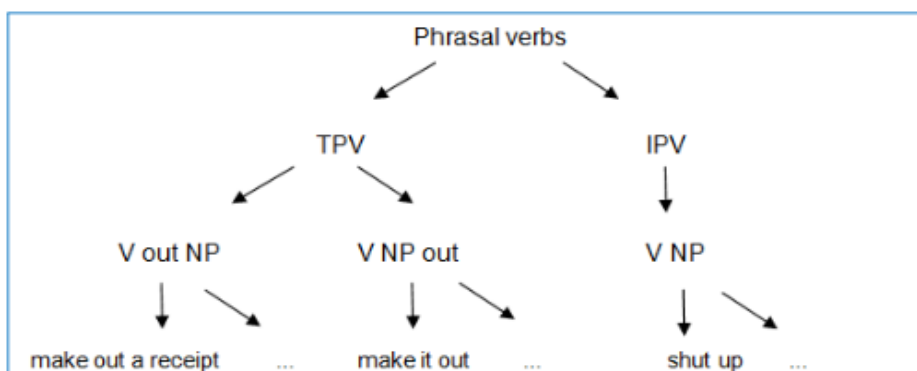 Phrasal verbs
TPV IPV
V out NP V NP out V NP
make out a receipt ... make it out ... shut up ...